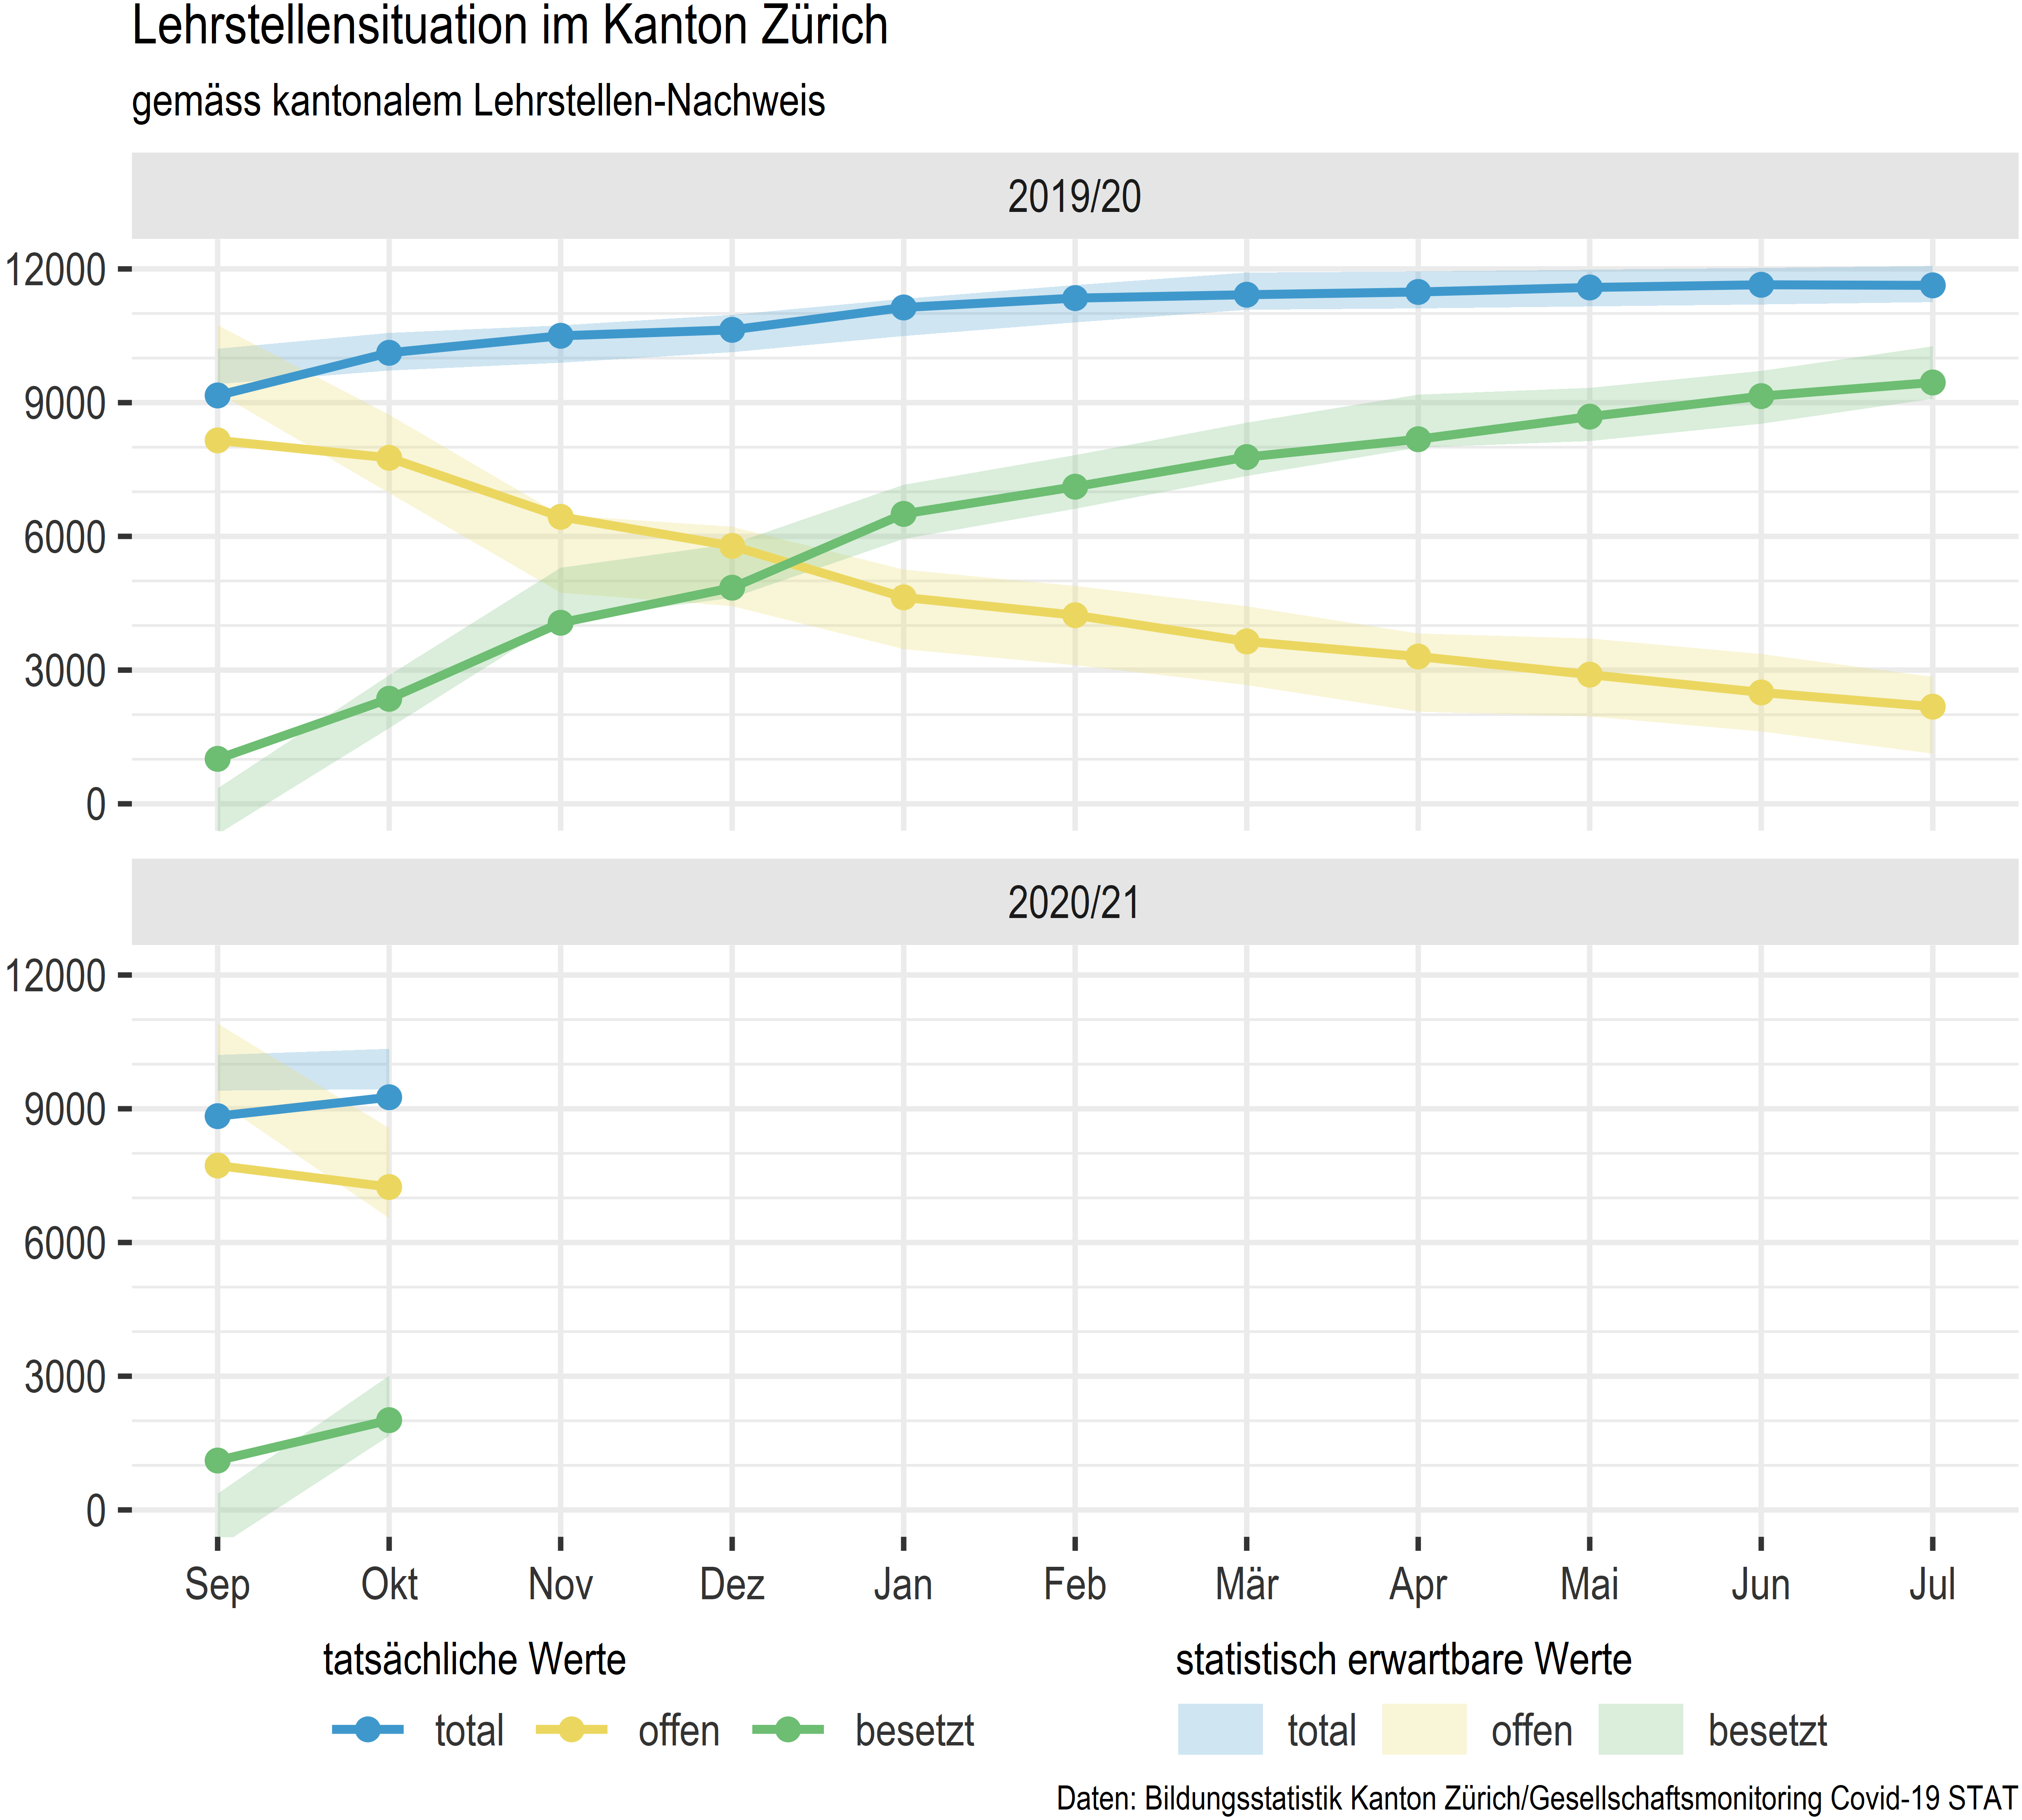 Lehrstellensituation im Kanton Zürich
gemäss kantonalem Lehrstellen-Nachweis
2019/20
12000
9000
6000
3000
0
2020/21
12000
9000
6000
3000
0
Sep Okt Nov Dez Jan Feb Mär Apr Mai Jun Jul
tatsächliche Werte statistisch erwartbare Werte
total offen besetzt total offen besetzt
Daten: Bildungsstatistik Kanton Zürich/Gesellschaftsmonitoring Covid-19 STAT